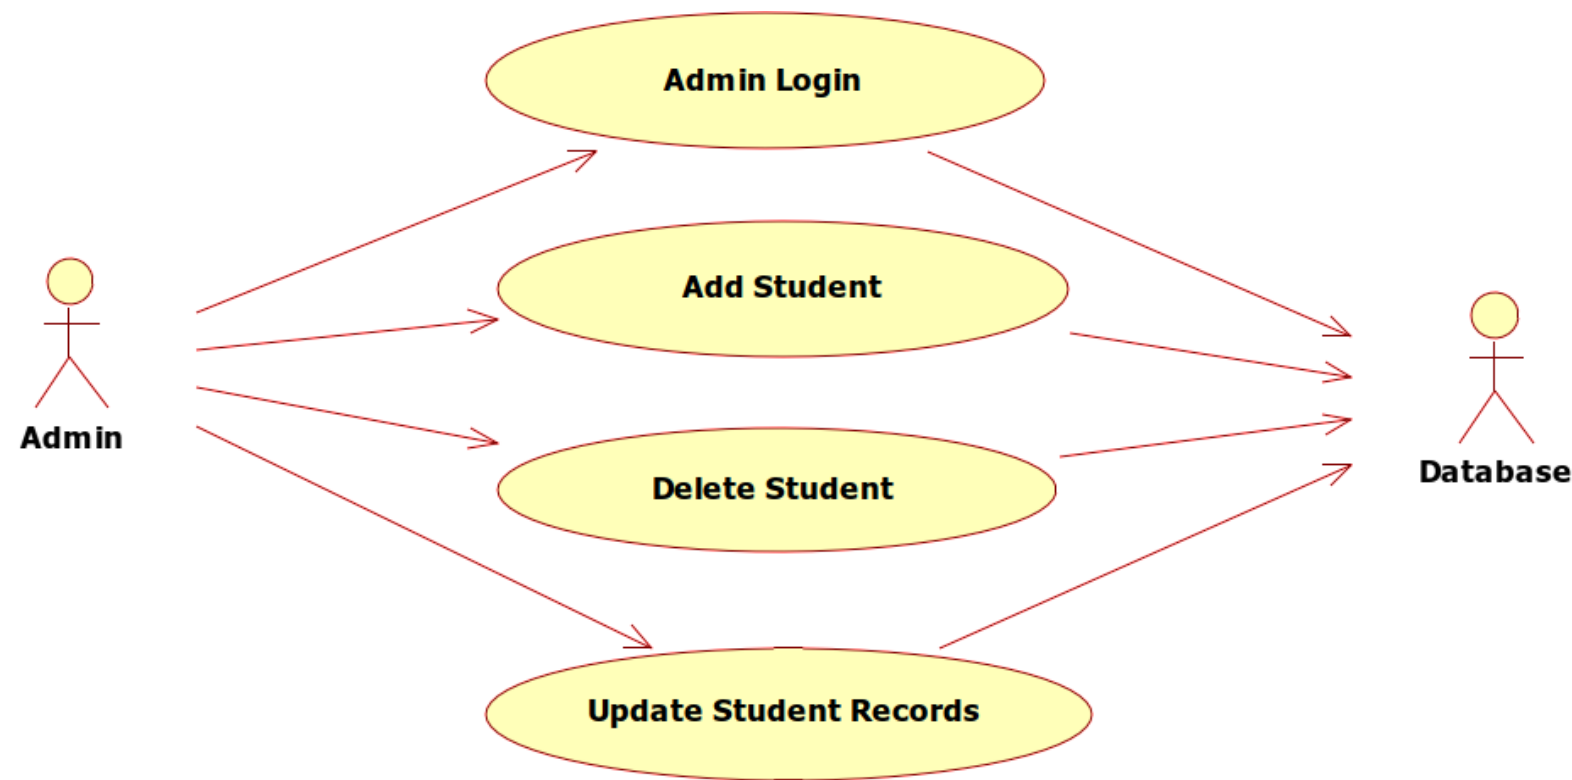 Admin Login
Add Student
Admin
Database
Delete Student
Update Student Records